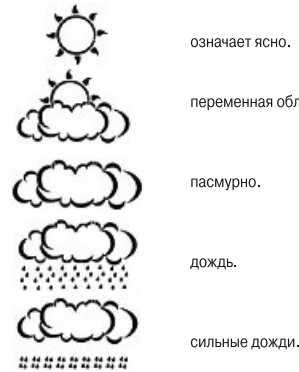 означает ясно.
переменная обл
пасмурно.
дождь.
сильные дожди.